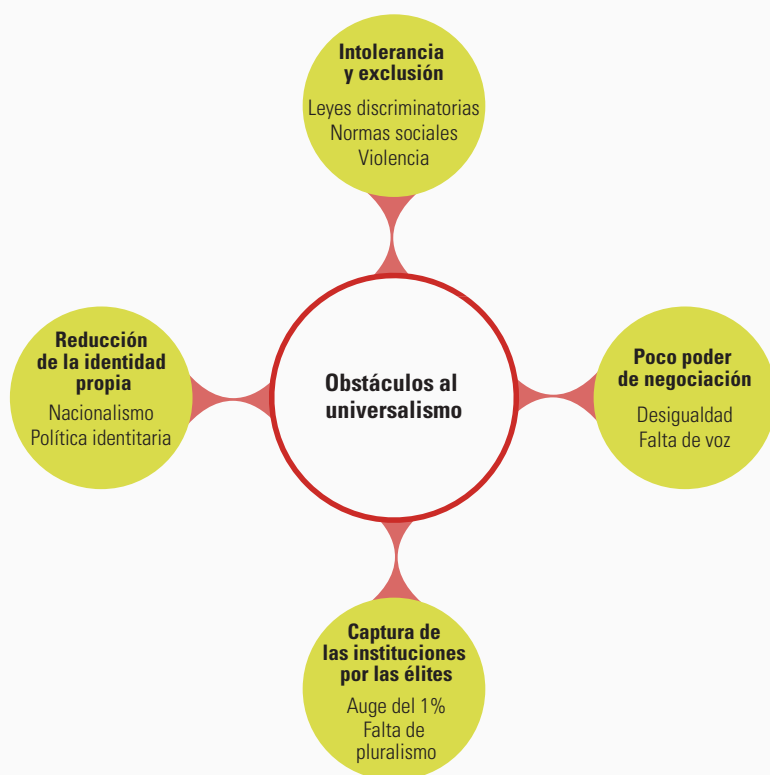 Intolerancia
y exclusión
Leyes discriminatorias
Normas sociales
Violencia
Reducción
de la identidad
propia
Nacionalismo
Política identitaria
Obstáculos al
universalismo
Poco poder
de negociación
Desigualdad
Falta de voz
Captura de
las instituciones
por las élites
Auge del 1%
Falta de
pluralismo